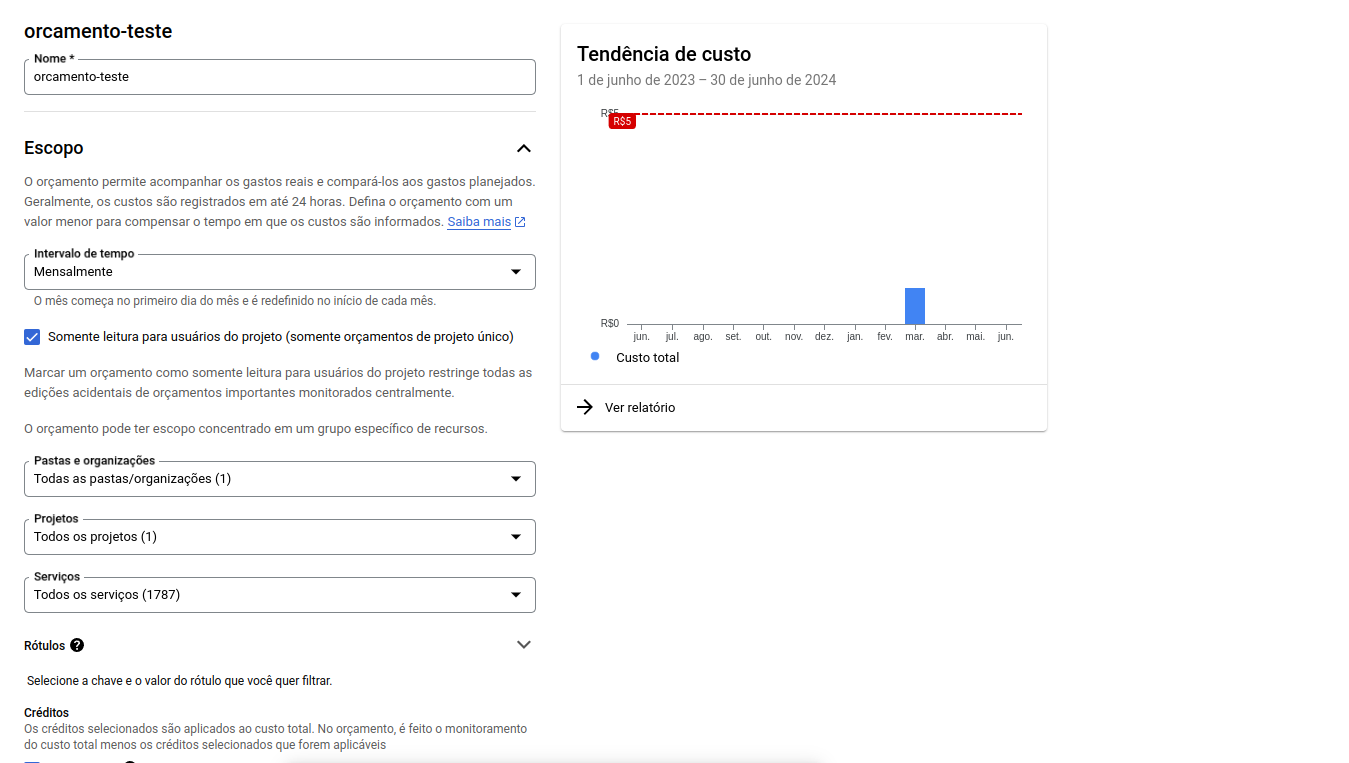 orcamento-teste
Nome *
orcamento-teste
Escopo
O orçamento permite acompanhar os gastos reais e compará-los aos gastos planejados.
Geralmente, os custos são registrados em até 24 horas. Defina o orçamento com um
valor menor para compensar o tempo em que os custos são informados. Saiba mais
Intervalo de tempo
Mensalmente
O mês começa no primeiro dia do mês e é redefinido no início de cada mês.
Somente leitura para usuários do projeto (somente orçamentos de projeto único)
Marcar um orçamento como somente leitura para usuários do projeto restringe todas as
edições acidentais de orçamentos importantes monitorados centralmente.
O orçamento pode ter escopo concentrado em um grupo específico de recursos.
Pastas e organizações
Todas as pastas/organizações (1)
Projetos
Todos os projetos (1)
Serviços
Todos os serviços (1787)
Rótulos
Selecione a chave e o valor do rótulo que você quer filtrar.
Créditos
Os créditos selecionados são aplicados ao custo total. No orçamento, é feito o monitoramento
do custo total menos os créditos selecionados que forem aplicáveis
Tendência de custo
1 de junho de 2023 – 30 de junho de 2024
R$5
R$5
R$0
jun. jul. ago. set. out. nov. dez. jan. fev. mar. abr. mai. jun.
Custo total
Ver relatório